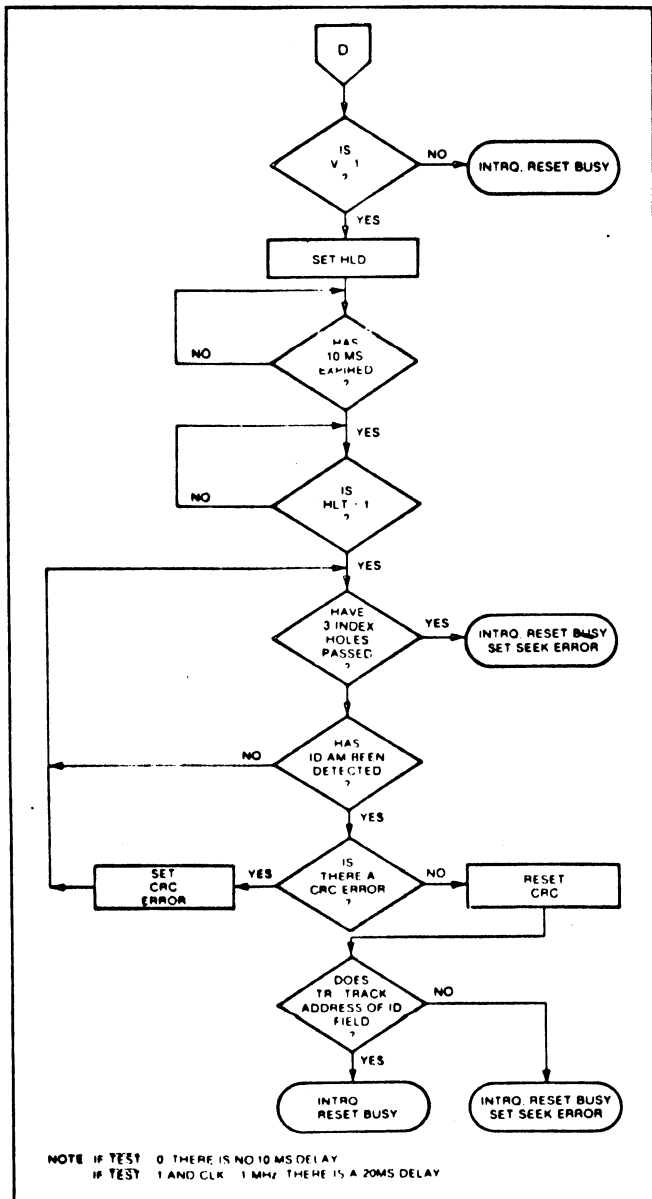 D
IS
V 1
?
NO
INTRQ. RESET BUSY
YES
SET HLD
HAS
10 MS
EXPIRED
?
NO
YES
IS
HLT 1
?
NO
YES
HAVE
3 INDEX
HOLES
PASSED
?
YES
INTRQ. RESET BUSY
SET SEEK ERROR
HAS
ID AM BEEN
DETECTED
?
NO
YES
IS
THERE A
CRC ERROR
?
YES
SET
CRC
ERROR
NO
RESET
CRC
DOES
TR TRACK
ADDRESS OF ID
FIELD
?
NO
YES
INTRQ
RESET BUSY
INTRQ. RESET BUSY
SET SEEK ERROR
NOTE IF TEST 0 THERE IS NO 10 MS DELAY
IF TEST 1 AND CLK 1 MHz THERE IS A 20MS DELAY